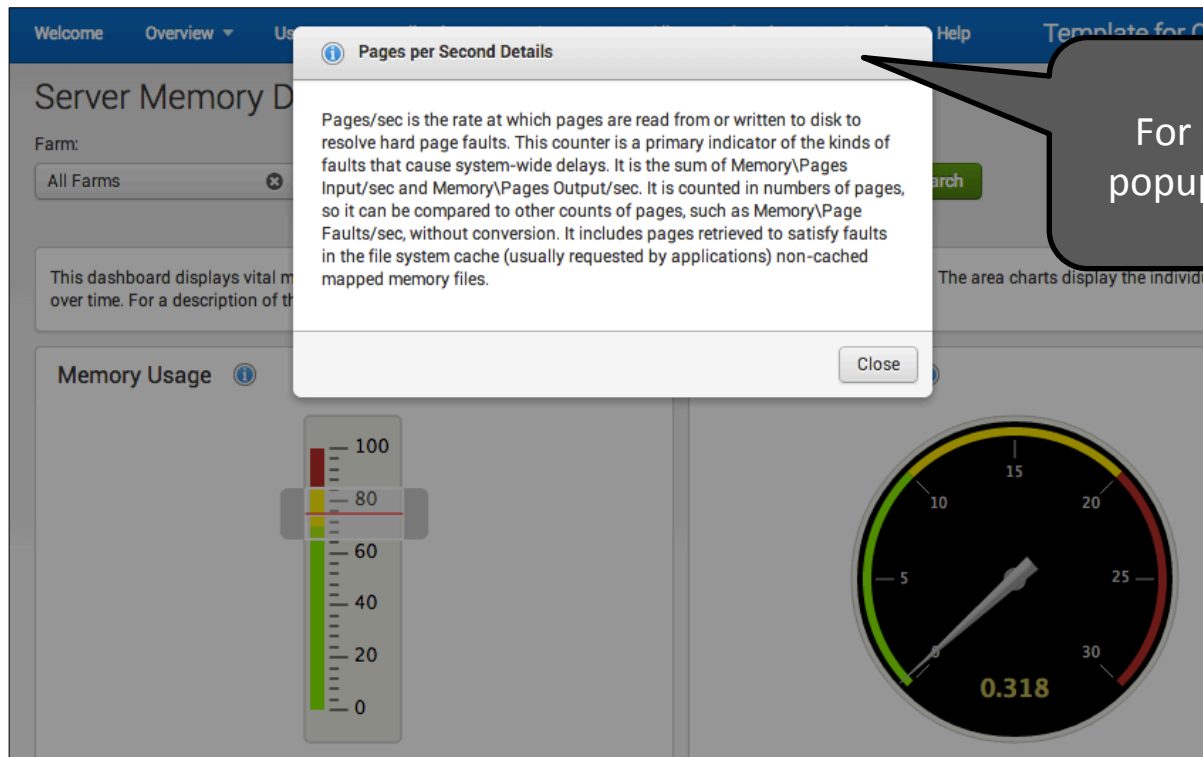 Welcome Overview Us Help Template for
Pages per Second Details
Server Memory D
Farm:
All Farms
arch
For
popup
Pages/sec is the rate at which pages are read from or written to disk to
resolve hard page faults. This counter is a primary indicator of the kinds of
faults that cause system-wide delays. It is the sum of Memory\Pages
Input/sec and Memory\Pages Output/sec. It is counted in numbers of pages,
so it can be compared to other counts of pages, such as Memory\Page
Faults/sec, without conversion. It includes pages retrieved to satisfy faults
in the file system cache (usually requested by applications) non-cached
mapped memory files.
This dashboard displays vital m
over time. For a description of th
The area charts display the individ
Close
Memory Usage
100
80
60
40
20
0
0
5
10
15
20
25
30
0.318